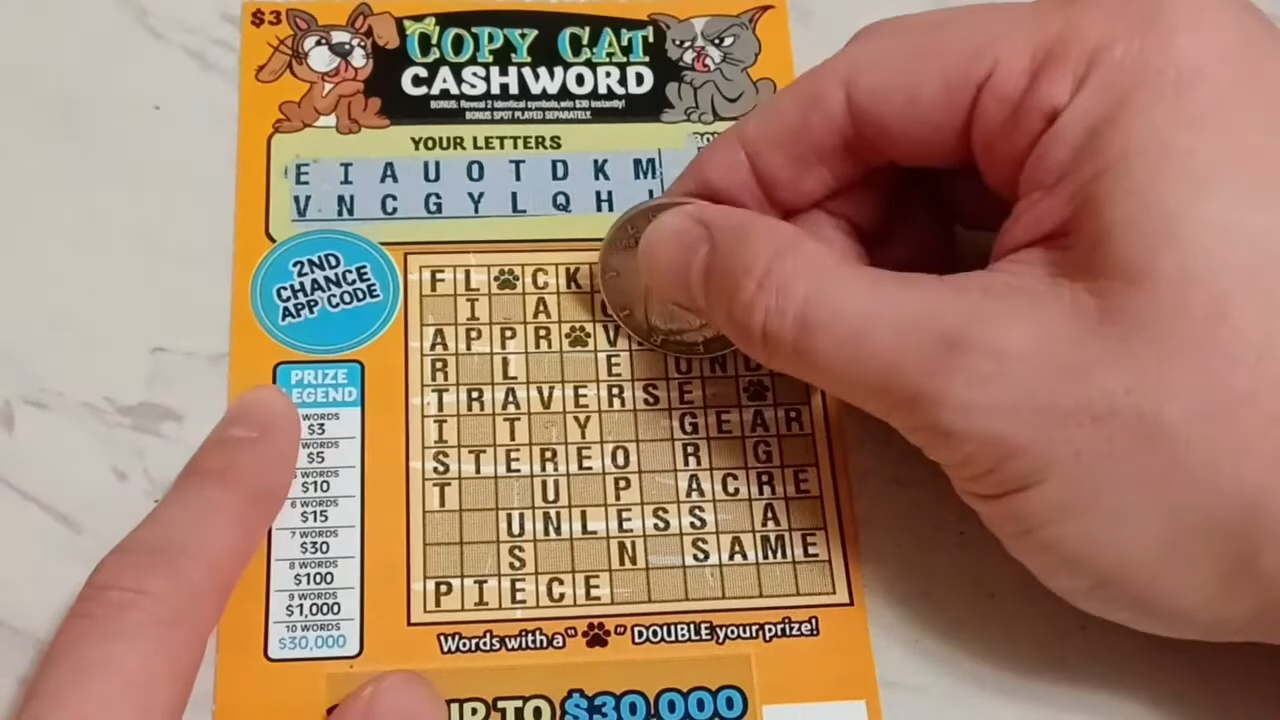 $3
COPY CAT
CASHWORD
BONUS: Reveal 2 identical symbols, win $30 instantly!
BONUS SPOT PLAYED SEPARATELY.
YOUR LETTERS
E I A U O T D K M
V N C G Y L Q H
2ND
CHANCE
APP CODE
F L C K
I A
A P P R V
R L E U N
T R A V E R S E
I T Y G E A R
S T E R E O R G
T U P A C R E
U N L E S S A
S N S A M E
P I E C E
PRIZE
LEGEND
WORDS
$3
WORDS
$5
WORDS
$10
6 WORDS
$15
7 WORDS
$30
8 WORDS
$100
9 WORDS
$1,000
10 WORDS
$30,000
Words with a " " DOUBLE your prize!
UP TO $30,000